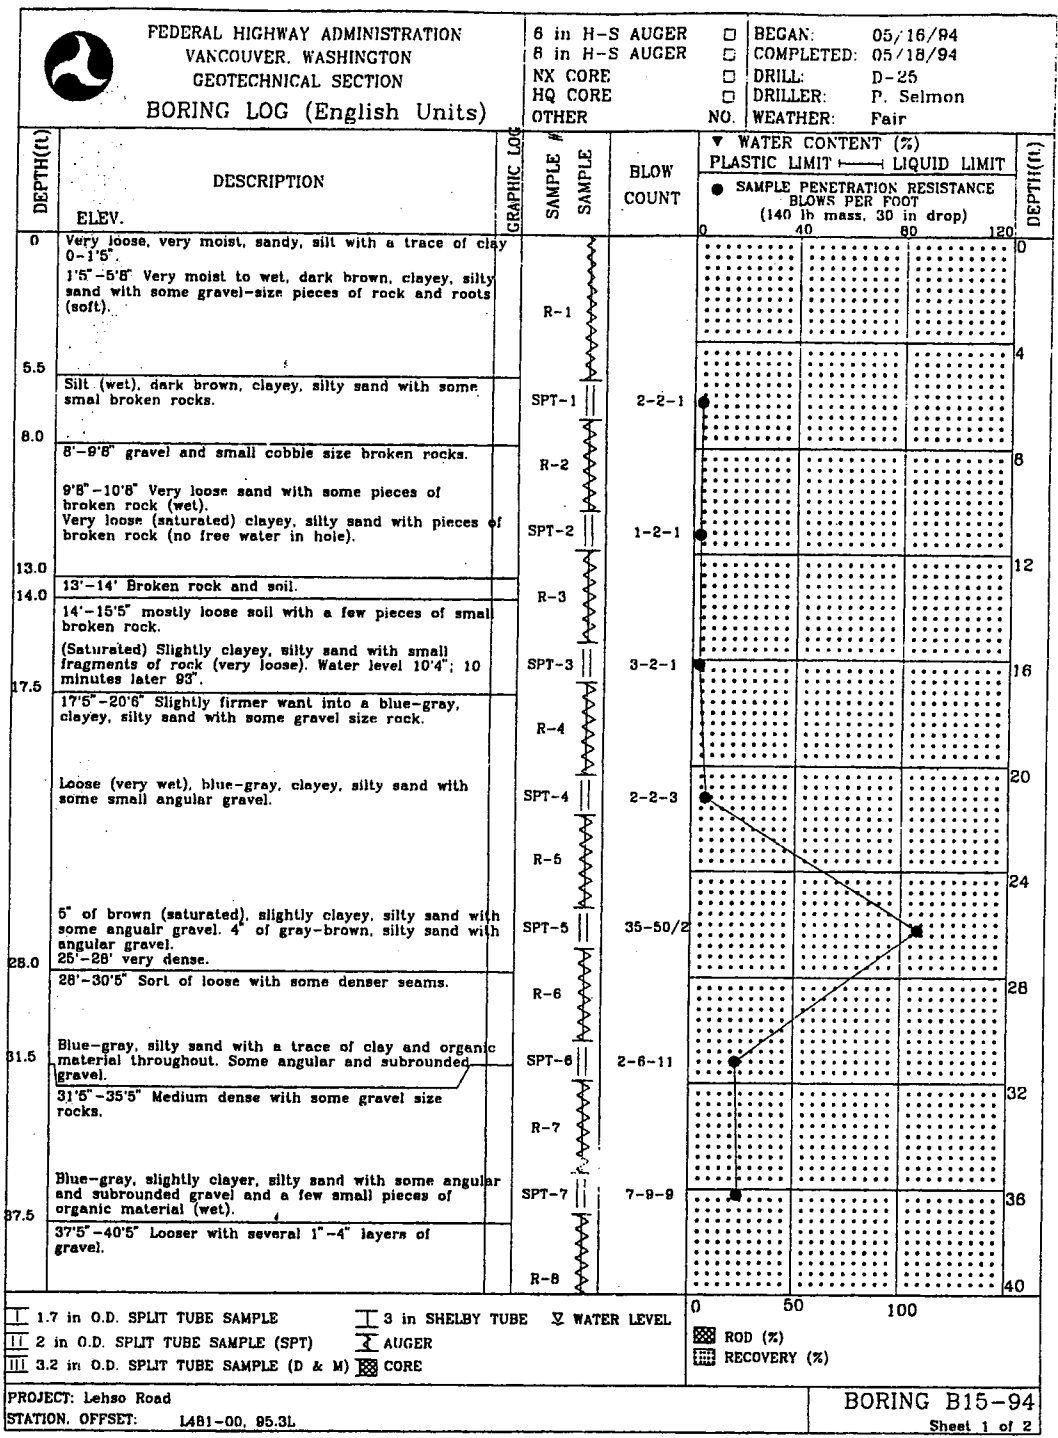 FEDERAL HIGHWAY ADMINISTRATION
VANCOUVER. WASHINGTON
GEOTECHNICAL SECTION
BORING LOG (English Units)
6 in H-S AUGER
8 in H-S AUGER
NX CORE
HQ CORE
OTHER NO.
BEGAN: 05/16/94
COMPLETED: 05/18/94
DRILL: D-25
DRILLER: P. Selmon
WEATHER: Fair
DEPTH(ft)
DESCRIPTION
ELEV.
GRAPHIC LOG
SAMPLE #
SAMPLE
BLOW
COUNT
▼ WATER CONTENT (%)
PLASTIC LIMIT LIQUID LIMIT
● SAMPLE PENETRATION RESISTANCE
BLOWS PER FOOT
(140 lb mass, 30 in drop)
0 40 80 120
DEPTH(ft.)
0
Very loose, very moist, sandy, silt with a trace of clay
0-1'5".
1'5"-5'8" Very moist to wet, dark brown, clayey, silty
sand with some gravel-size pieces of rock and roots
(soft).
R-1
4
5.5
Silt (wet), dark brown, clayey, silty sand with some
smal broken rocks.
SPT-1 2-2-1
8.0
8
8'-9'8" gravel and small cobble size broken rocks.
R-2
9'8"-10'8" Very loose sand with some pieces of
broken rock (wet).
Very loose (saturated) clayey, silty sand with pieces of
broken rock (no free water in hole).
SPT-2 1-2-1
12
13.0
13'-14' Broken rock and soil.
14.0
R-3
14'-15'5" mostly loose soil with a few pieces of smal
broken rock.
(Saturated) Slightly clayey, silty sand with small
fragments of rock (very loose). Water level 10'4"; 10
minutes later 93".
SPT-3 3-2-1
16
17.5
17'5"-20'6" Slightly firmer want into a blue-gray,
clayey, silty sand with some gravel size rock.
R-4
20
Loose (very wet), blue-gray, clayey, silty sand with
some small angular gravel.
SPT-4 2-2-3
R-5
24
5" of brown (saturated), slightly clayey, silty sand with
some angualr gravel. 4" of gray-brown, silty sand with
angular gravel.
25'-28' very dense.
SPT-5 35-50/2
28.0
28'-30'5" Sort of loose with some denser seams.
R-6
28
Blue-gray, silty sand with a trace of clay and organic
material throughout. Some angular and subrounded
gravel.
31.5
SPT-6 2-6-11
32
31'5"-35'5" Medium dense with some gravel size
rocks.
R-7
Blue-gray, slightly clayer, silty sand with some angular
and subrounded gravel and a few small pieces of
organic material (wet).
SPT-7 7-9-9
36
37.5
37'5"-40'5" Looser with several 1"-4" layers of
gravel.
R-8
40
0 50 100
1.7 in O.D. SPLIT TUBE SAMPLE
3 in SHELBY TUBE
WATER LEVEL
2 in O.D. SPLIT TUBE SAMPLE (SPT)
AUGER
3.2 in O.D. SPLIT TUBE SAMPLE (D & M)
CORE
RQD (%)
RECOVERY (%)
PROJECT: Lehso Road
STATION, OFFSET: L4B1-00, 95.3L
BORING B15-94
Sheet 1 of 2